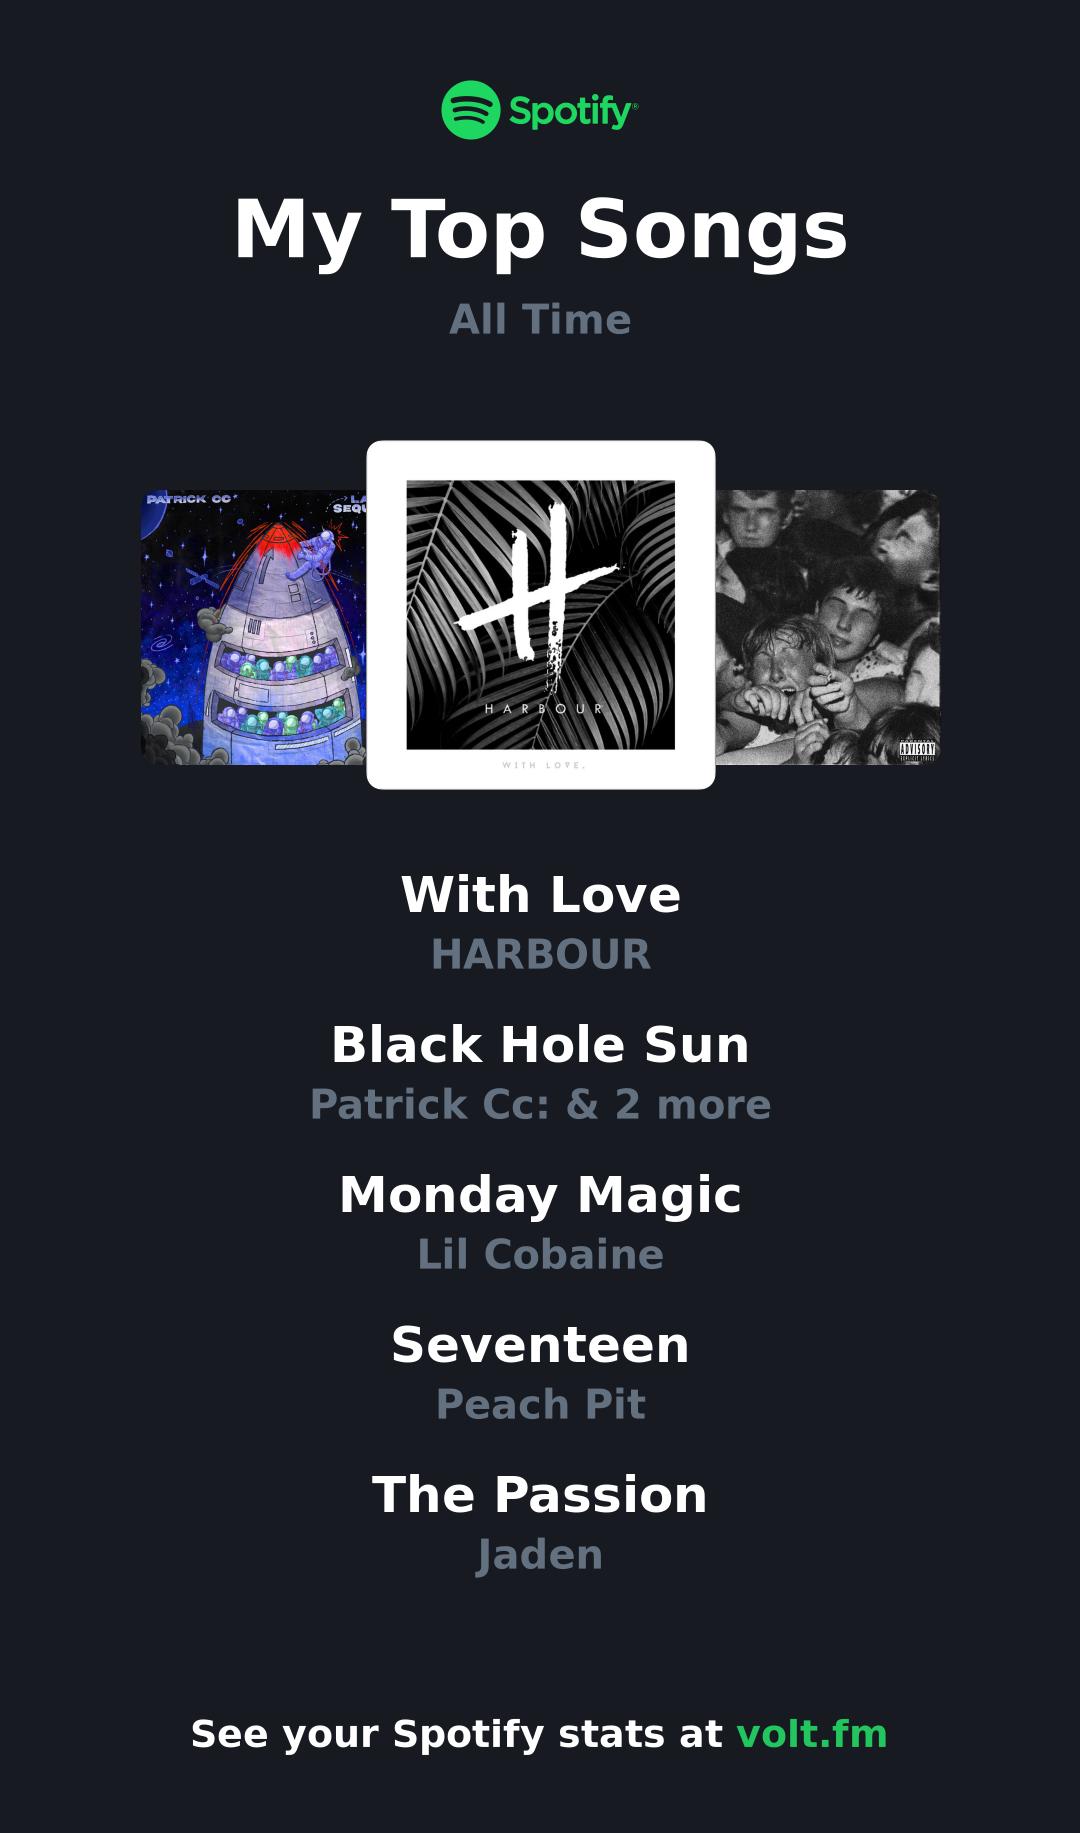 Spotify®
My Top Songs
All Time
PATRICK CC
HARBOUR
WITH LOVE.
ADVISORY
EXPLICIT LYRICS
With Love
HARBOUR
Black Hole Sun
Patrick Cc: & 2 more
Monday Magic
Lil Cobaine
Seventeen
Peach Pit
The Passion
Jaden
See your Spotify stats at volt.fm